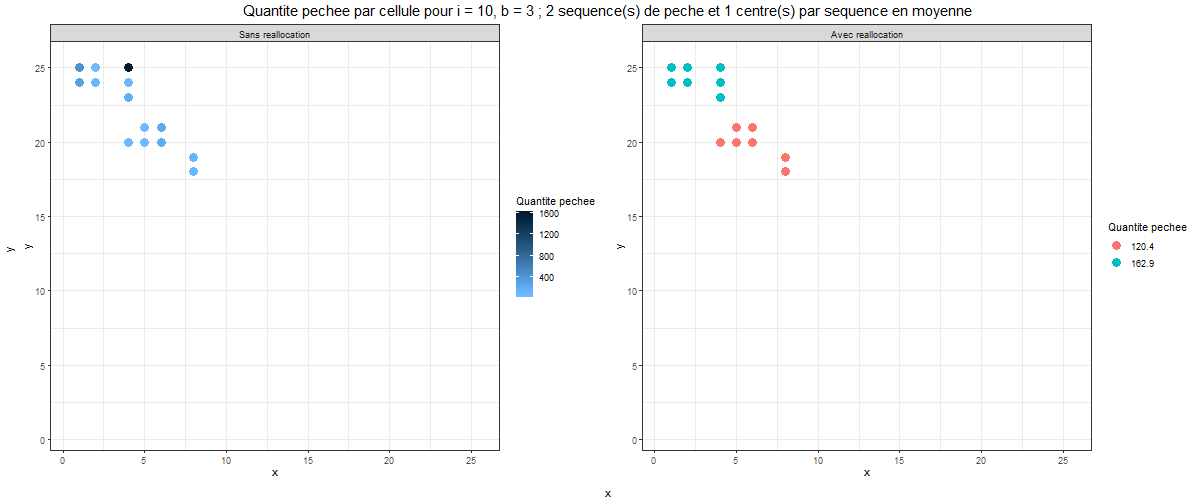 Quantite pechee par cellule pour i = 10, b = 3 ; 2 sequence(s) de peche et 1 centre(s) par sequence en moyenne
Sans reallocation
25
20
15
10
5
0
0 5 10 15 20 25
x
y
y
Quantite pechee
1600
1200
800
400
Avec reallocation
25
20
15
10
5
0
0 5 10 15 20 25
x
y
Quantite pechee
120.4
162.9
x